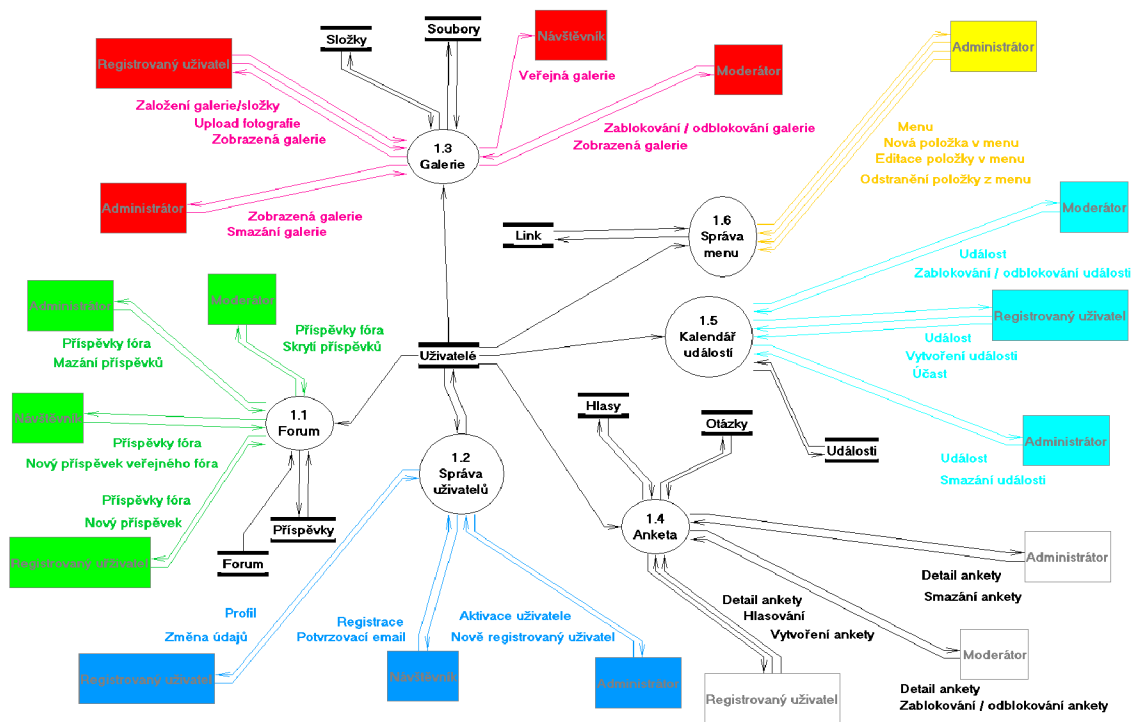 Složky
Soubory
Registrovaný uživatel
Návštěvník
Moderátor
Administrátor
Veřejná galerie
Založení galerie/složky
Upload fotografie
Zobrazená galerie
Zablokování / odblokování galerie
Zobrazená galerie
1.3
Galerie
Menu
Nová položka v menu
Editace položky v menu
Odstranění položky z menu
Administrátor
Zobrazená galerie
Smazání galerie
Link
1.6
Správa
menu
Moderátor
Událost
Zablokování / odblokování události
Administrátor
Moderátor
Příspěvky fóra
Mazání příspěvků
Příspěvky fóra
Skrytí příspěvků
Uživatelé
1.5
Kalendář
událostí
Registrovaný uživatel
Událost
Vytvoření události
Účast
Návštěvník
1.1
Forum
Příspěvky fóra
Nový příspěvek veřejného fóra
Hlasy
Otázky
Události
Administrátor
Událost
Smazání události
1.2
Správa
uživatelů
Příspěvky fóra
Nový příspěvek
Příspěvky
Forum
Registrovaný uřživatel
1.4
Anketa
Administrátor
Detail ankety
Smazání ankety
Profil
Změna údajů
Registrace
Potvrzovací email
Aktivace uživatele
Nově registrovaný uživatel
Detail ankety
Hlasování
Vytvoření ankety
Registrovaný uživatel
Návštěvník
Administrátor
Registrovaný uživatel
Moderátor
Detail ankety
Zablokování / odblokování ankety